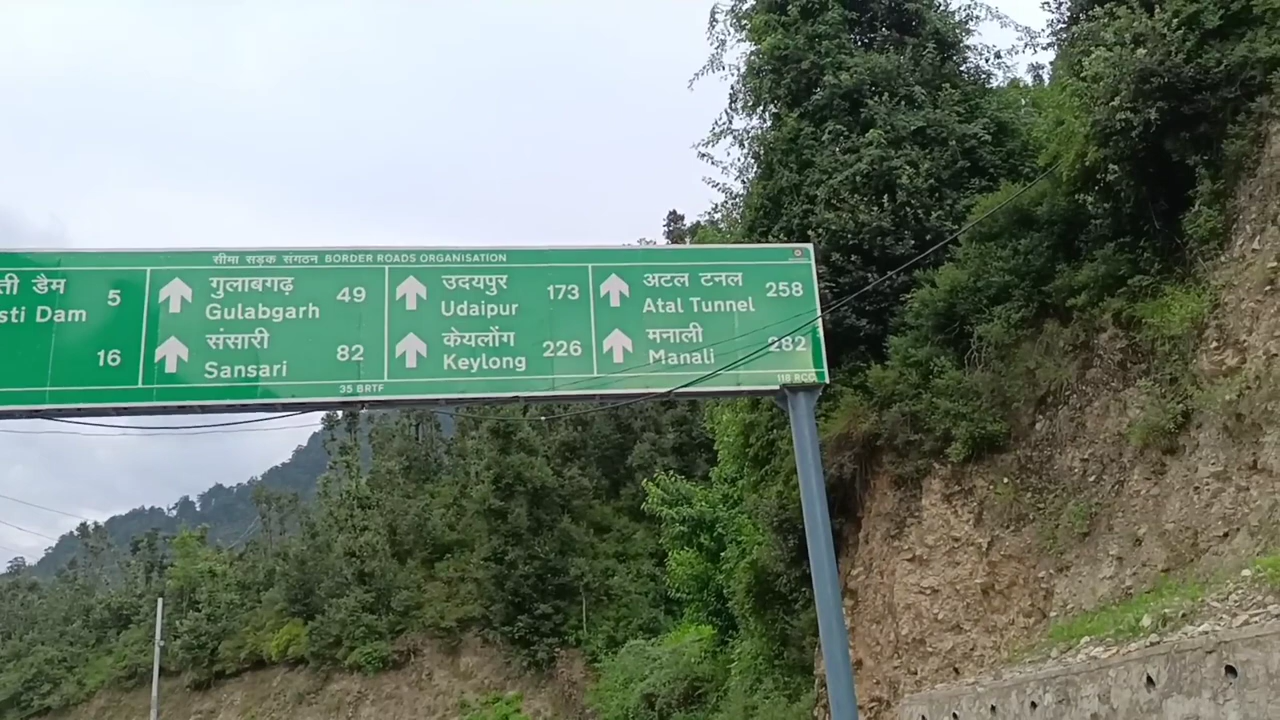 सीमा सड़क संगठन BORDER ROADS ORGANISATION
ती डैम 5
sti Dam
16
गुलाबगढ़ 49
Gulabgarh
संसारी 82
Sansari
उदयपुर 173
Udaipur
केयलोंग 226
Keylong
अटल टनल 258
Atal Tunnel
मनाली 282
Manali
35 BRTF
118 RCC